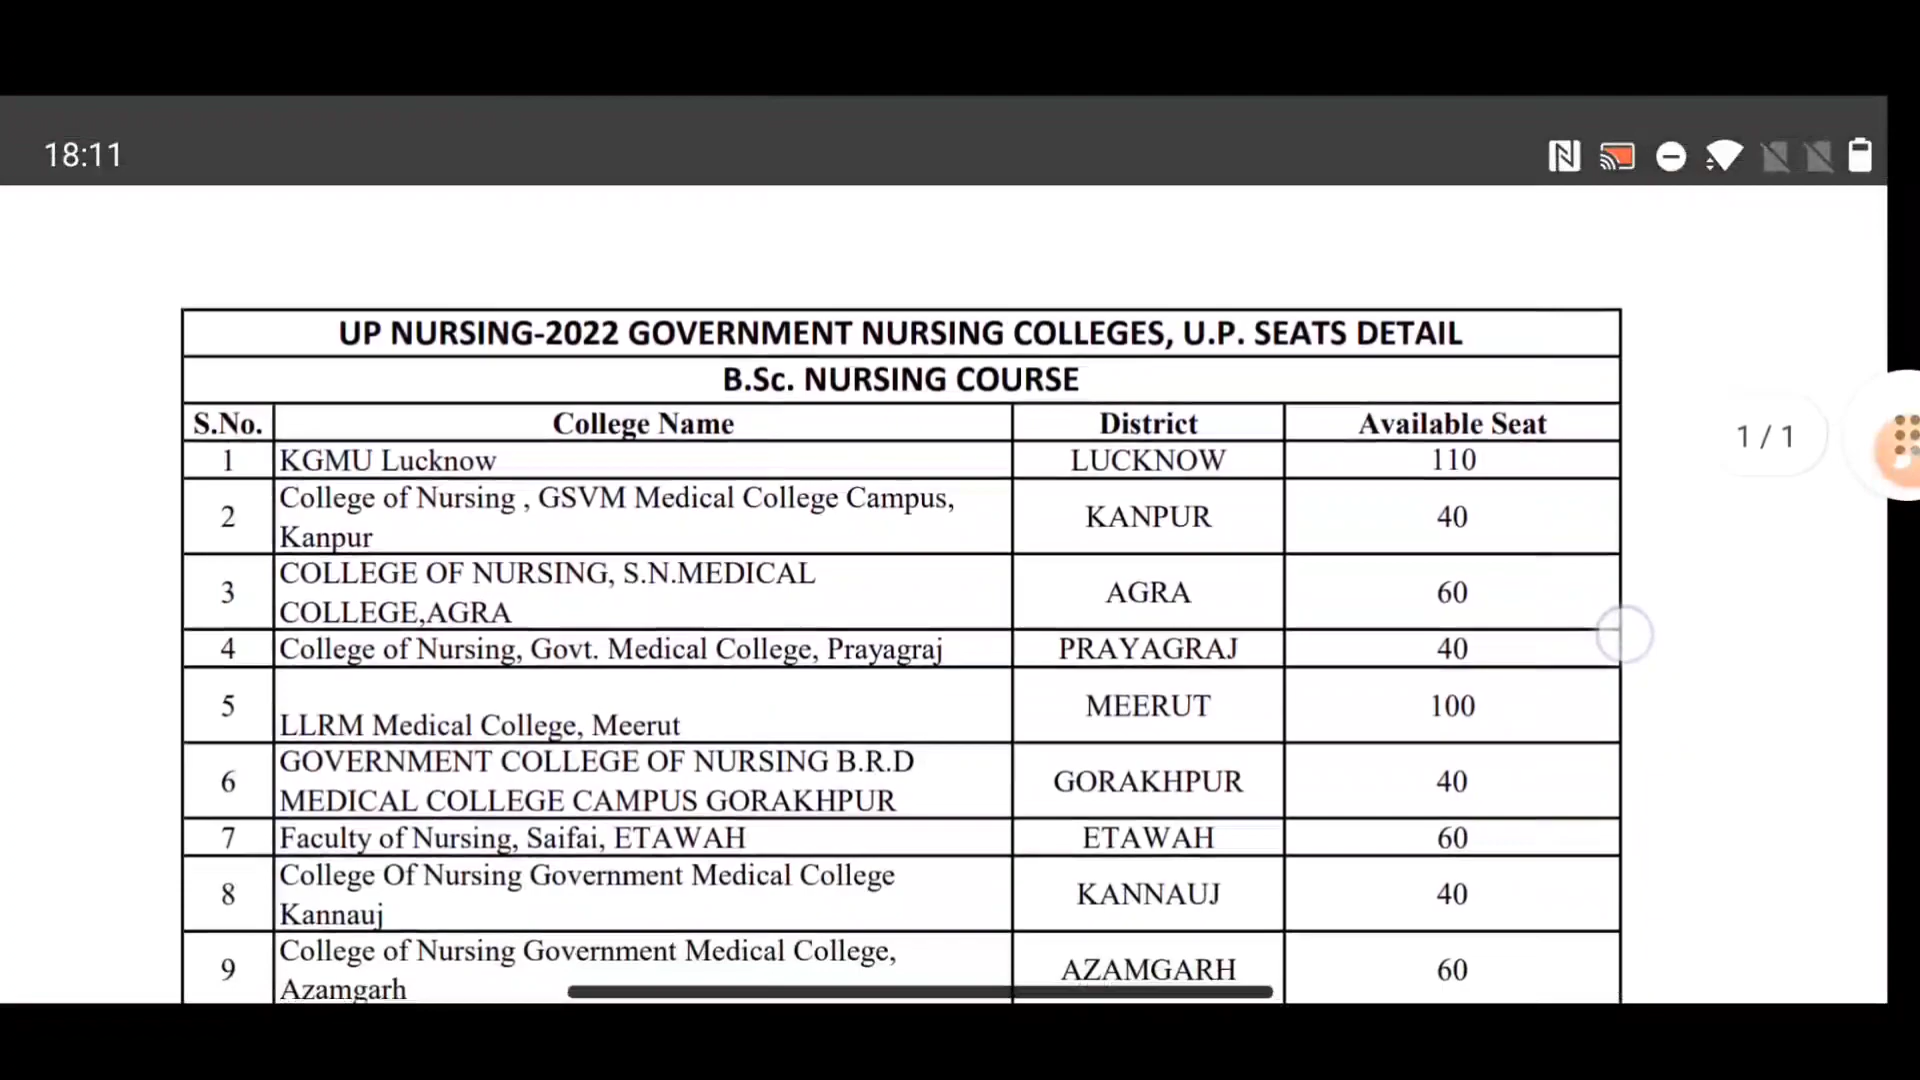 18:11
UP NURSING-2022 GOVERNMENT NURSING COLLEGES, U.P. SEATS DETAIL
B.Sc. NURSING COURSE
S.No. College Name District Available Seat
1 KGMU Lucknow LUCKNOW 110
2 College of Nursing , GSVM Medical College Campus, Kanpur KANPUR 40
3 COLLEGE OF NURSING, S.N.MEDICAL COLLEGE,AGRA AGRA 60
4 College of Nursing, Govt. Medical College, Prayagraj PRAYAGRAJ 40
5 LLRM Medical College, Meerut MEERUT 100
6 GOVERNMENT COLLEGE OF NURSING B.R.D MEDICAL COLLEGE CAMPUS GORAKHPUR GORAKHPUR 40
7 Faculty of Nursing, Saifai, ETAWAH ETAWAH 60
8 College Of Nursing Government Medical College Kannauj KANNAUJ 40
9 College of Nursing Government Medical College, Azamgarh AZAMGARH 60
1 / 1